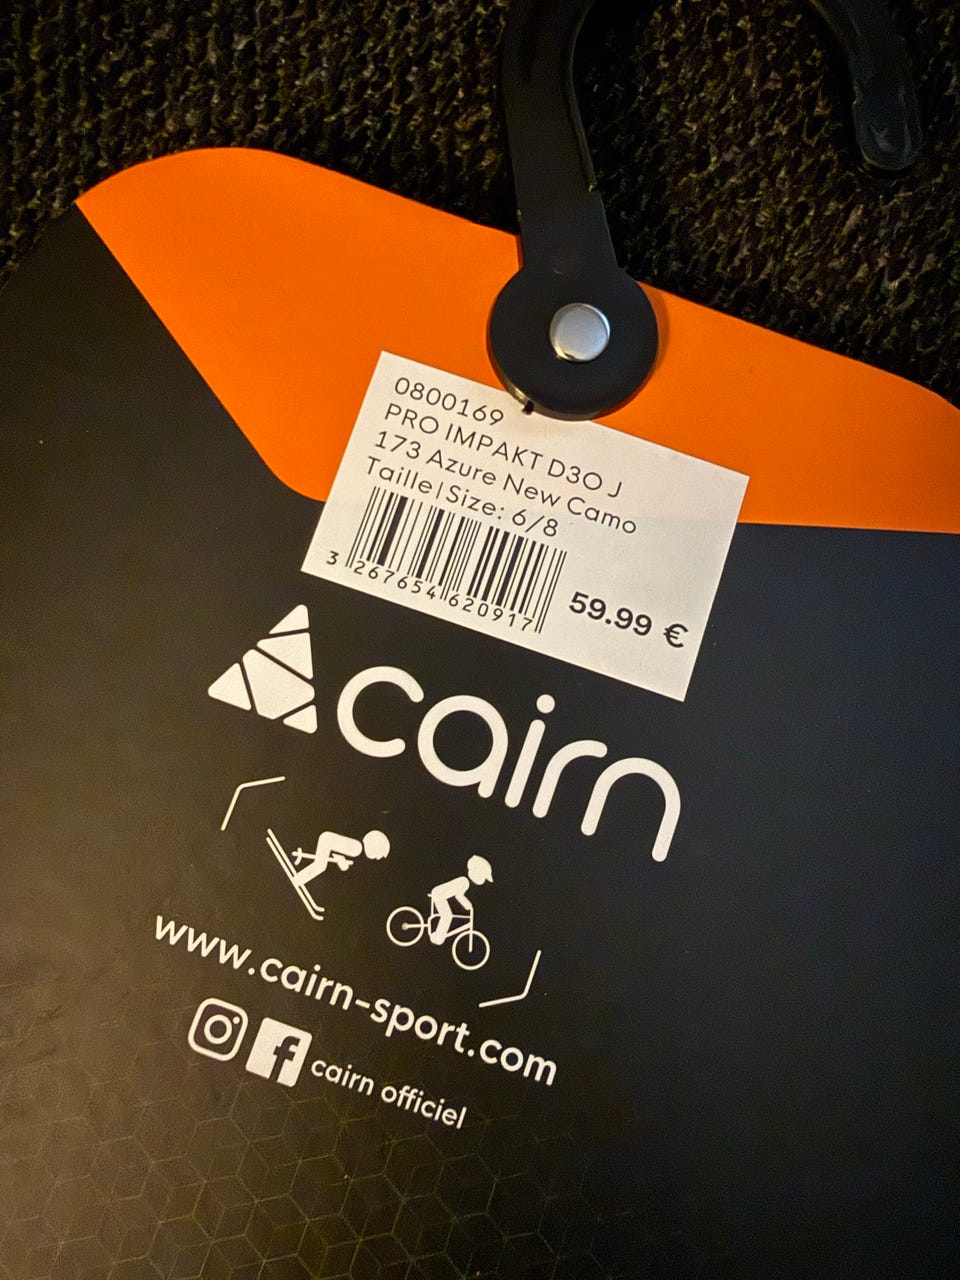 0800169
PRO IMPAKT D3O J
173 Azure New Camo
Taille|Size: 6/8
3 267654 620917
59.99 €
cairn
www.cairn-sport.com
cairn officiel